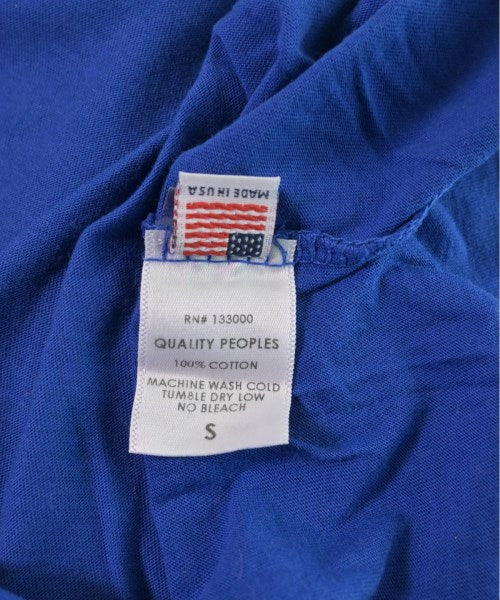 MADE IN USA
RN# 133000
QUALITY PEOPLES
100% COTTON
MACHINE WASH COLD
TUMBLE DRY LOW
NO BLEACH
S